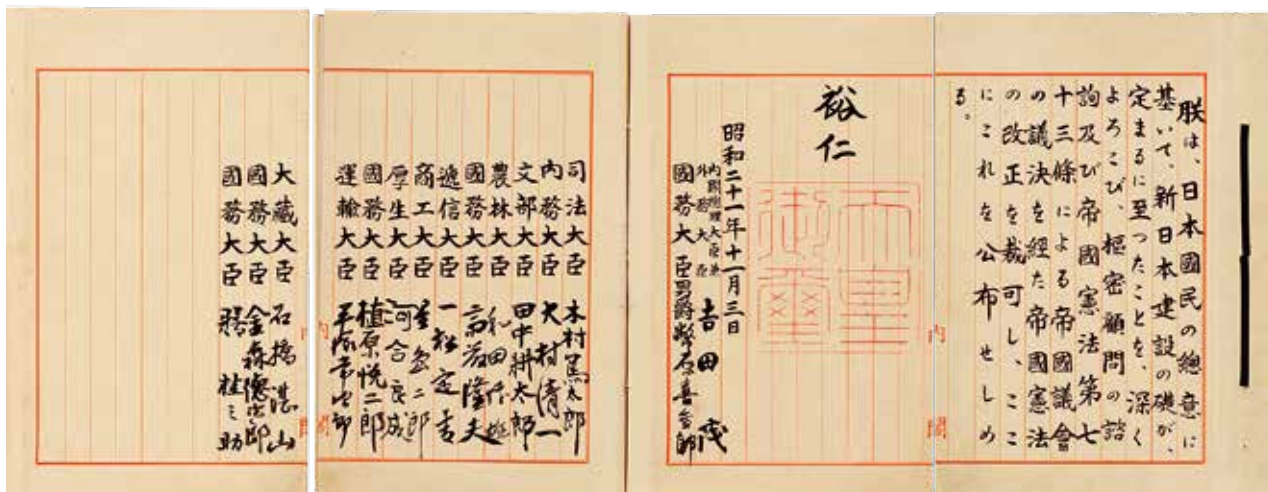 朕は、日本國民の總意に
基いて、新日本建設の礎が、
定まるに至つたことを、深く
よろこび、樞密顧問の諮
詢及び帝國憲法第七
十三條による帝國議會
の議決を經た帝國憲法
の改正を裁可し、ここ
にこれを公布せしめ
る。
内閣
裕仁
天皇
御璽
昭和二十一年十一月三日
内閣總理大臣兼
外務大臣 吉田茂
國務大臣男爵幣原喜重郎
司法大臣 木村篤太郎
内務大臣 大村清一
文部大臣 田中耕太郎
農林大臣 和田博雄
國務大臣 斎藤隆夫
遞信大臣 一松定吉
商工大臣 星島二郎
厚生大臣 河合良成
國務大臣 植原悦二郎
運輸大臣 平塚常次郎
内閣
大藏大臣 石橋湛山
國務大臣 金森德次郎
國務大臣 膳桂之助